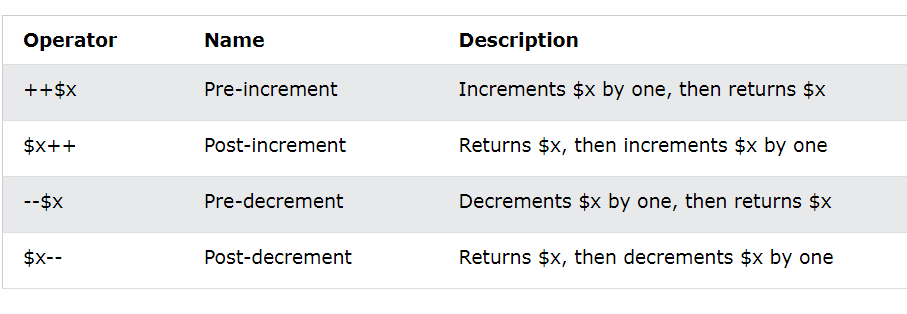 Operator Name Description
++$x Pre-increment Increments $x by one, then returns $x
$x++ Post-increment Returns $x, then increments $x by one
--$x Pre-decrement Decrements $x by one, then returns $x
$x-- Post-decrement Returns $x, then decrements $x by one